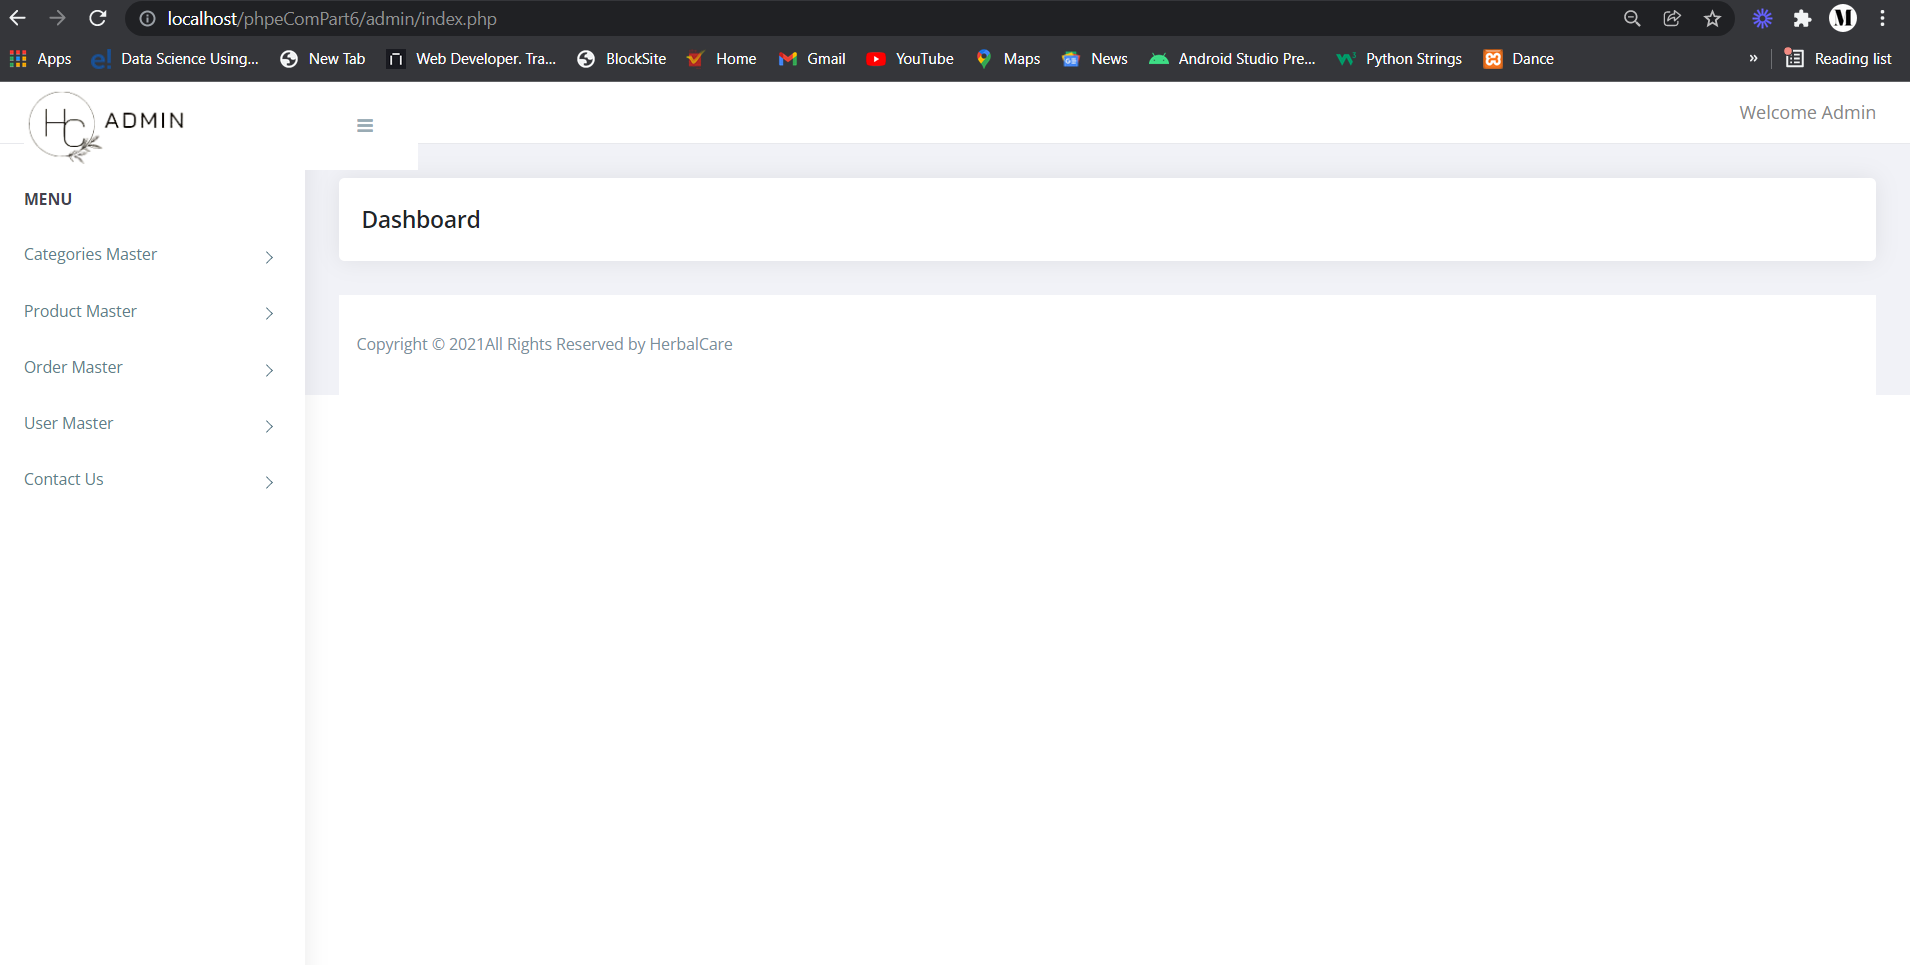 localhost/phpeComPart6/admin/index.php
Apps e! Data Science Using... New Tab n Web Developer. Tra... BlockSite Home Gmail YouTube Maps GE News Android Studio Pre... W Python Strings Dance » Reading list
HC ADMIN
Welcome Admin
MENU
Categories Master
Product Master
Order Master
User Master
Contact Us
Dashboard
Copyright © 2021All Rights Reserved by HerbalCare
M